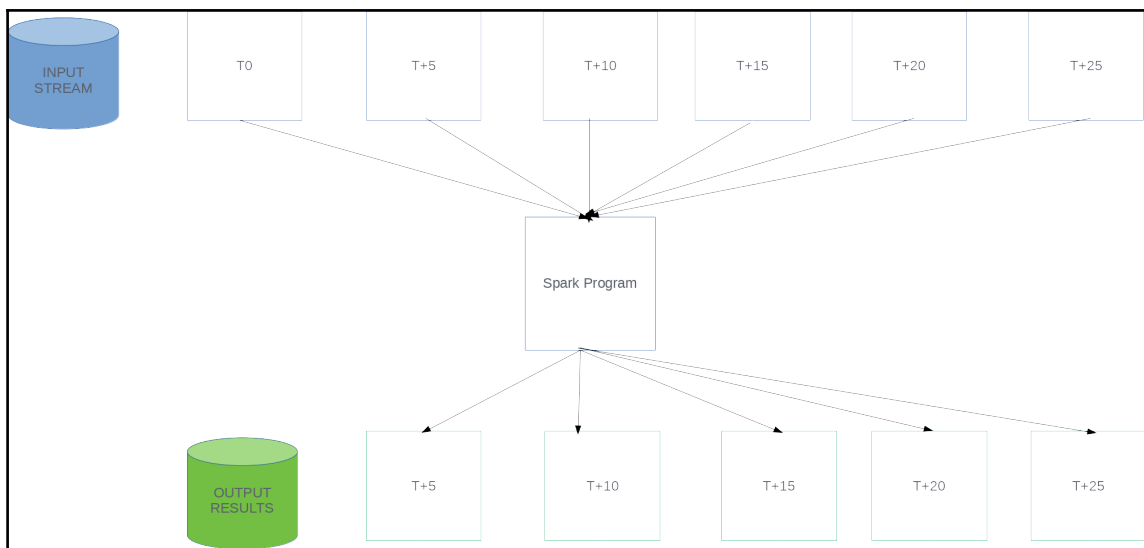 INPUT
STREAM
T0
T+5
T+10
T+15
T+20
T+25
Spark Program
OUTPUT
RESULTS
T+5
T+10
T+15
T+20
T+25